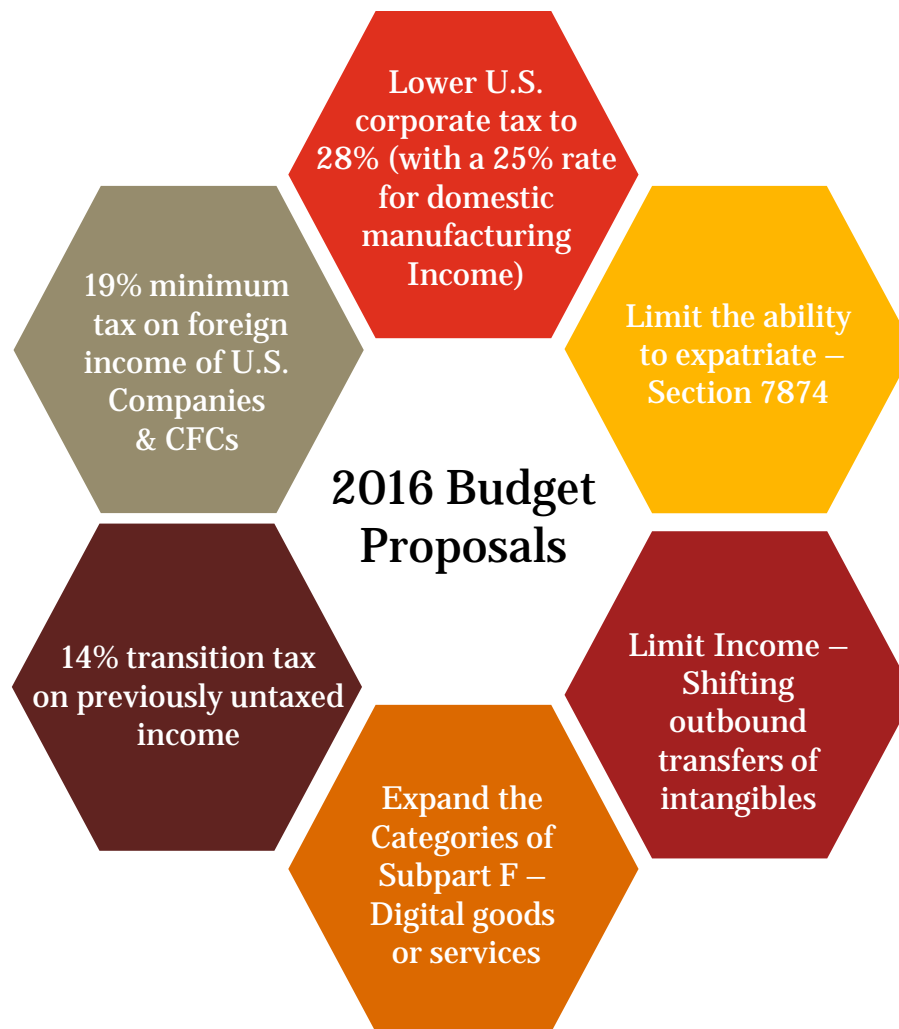 Lower U.S.
corporate tax to
28% (with a 25% rate
for domestic
manufacturing
Income)
Limit the ability
to expatriate –
Section 7874
Limit Income –
Shifting
outbound
transfers of
intangibles
Expand the
Categories of
Subpart F –
Digital goods
or services
14% transition tax
on previously untaxed
income
19% minimum
tax on foreign
income of U.S.
Companies
& CFCs
2016 Budget
Proposals